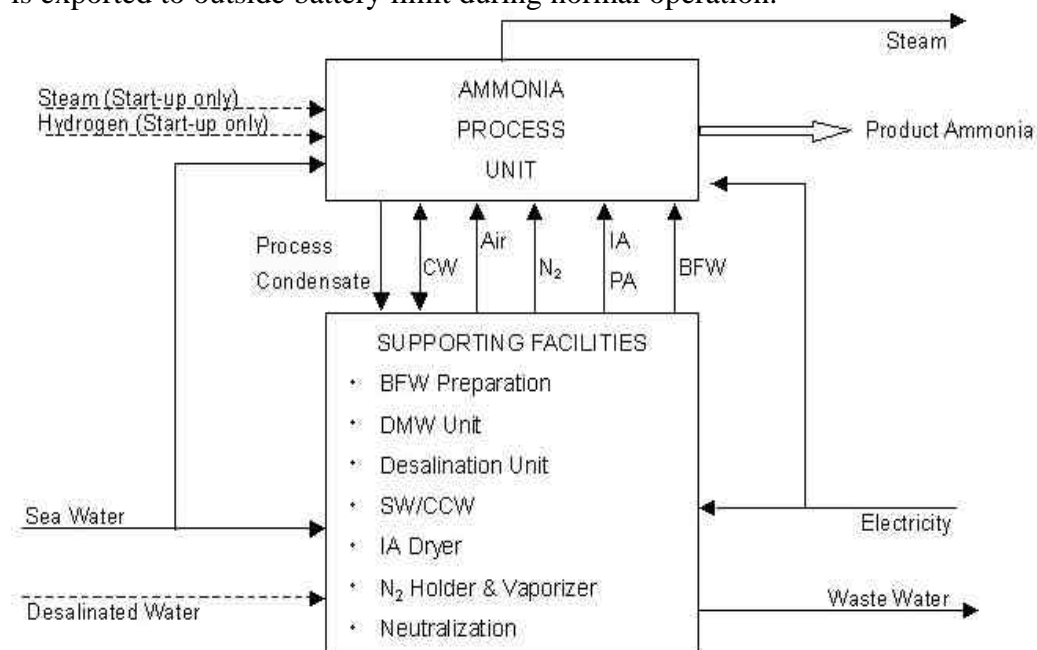 is exported to outside battery limit during normal operation.
Steam
AMMONIA
PROCESS
UNIT
Steam (Start-up only)
Hydrogen (Start-up only)
Product Ammonia
Process
Condensate
CW
Air
N₂
IA
PA
BFW
SUPPORTING FACILITIES
• BFW Preparation
• DMW Unit
• Desalination Unit
• SW/CCW
• IA Dryer
• N₂ Holder & Vaporizer
• Neutralization
Sea Water
Desalinated Water
Electricity
Waste Water